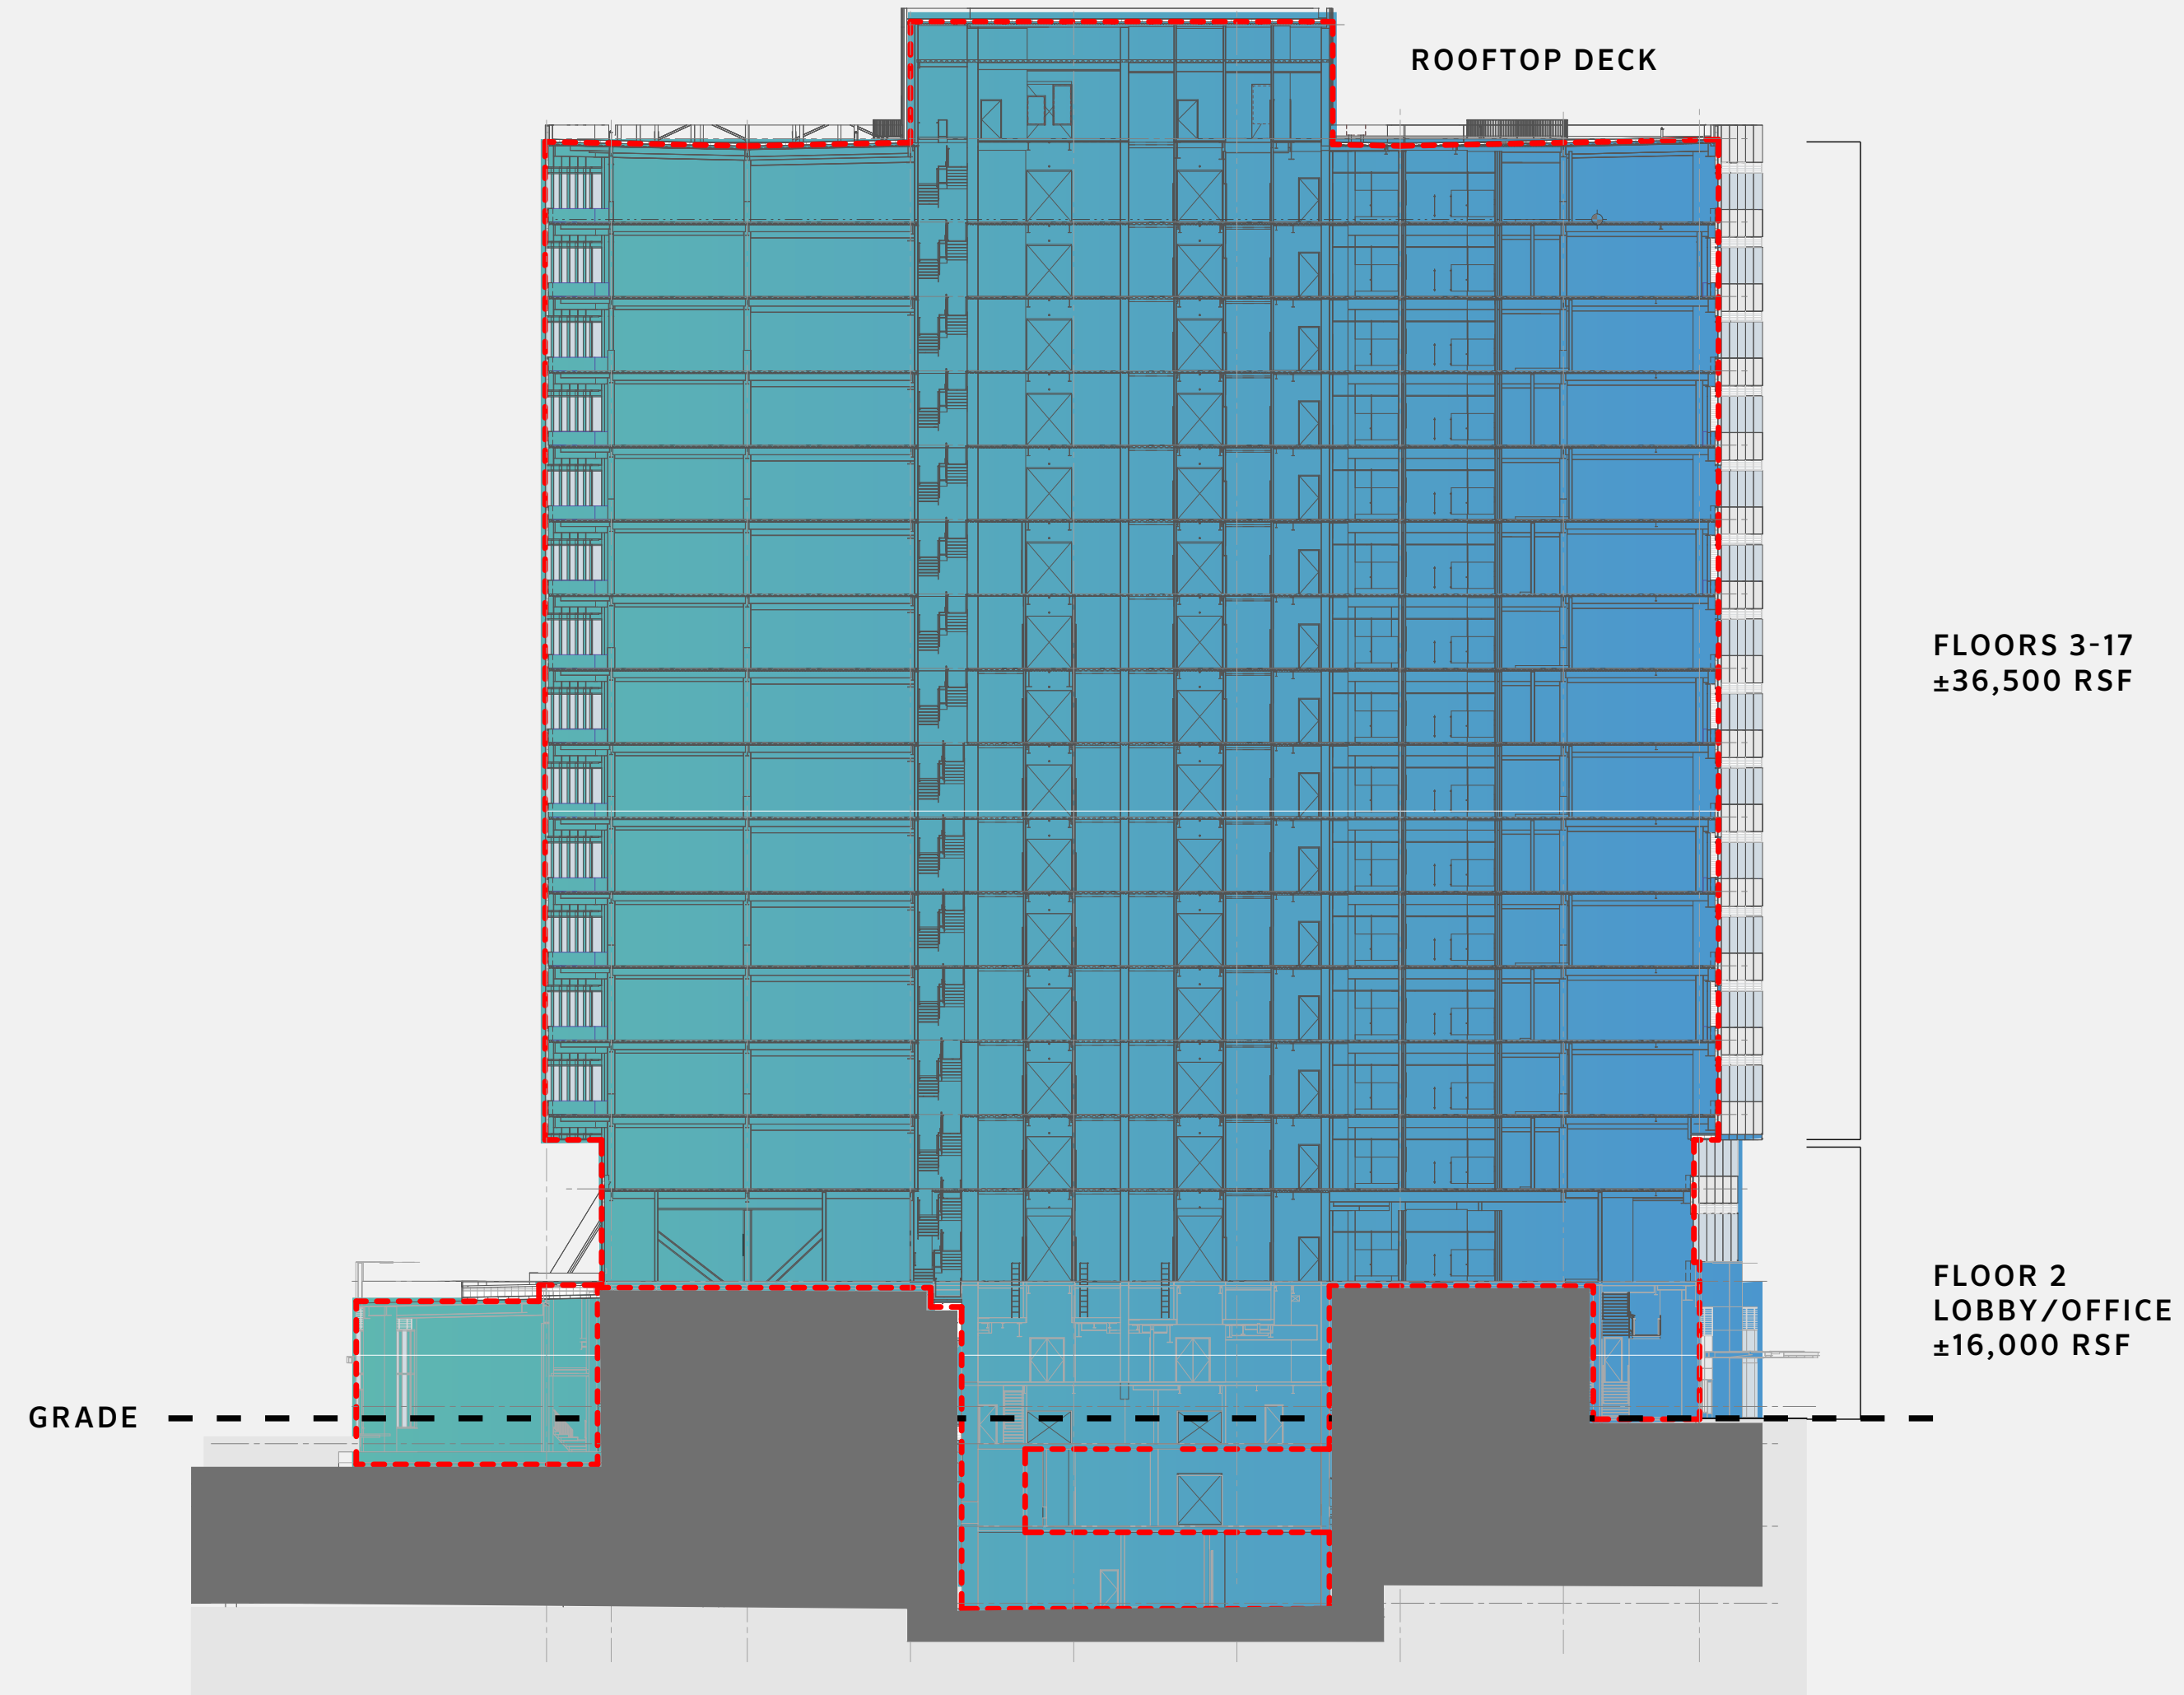 ROOFTOP DECK
FLOORS 3-17
±36,500 RSF
FLOOR 2
LOBBY/OFFICE
±16,000 RSF
GRADE